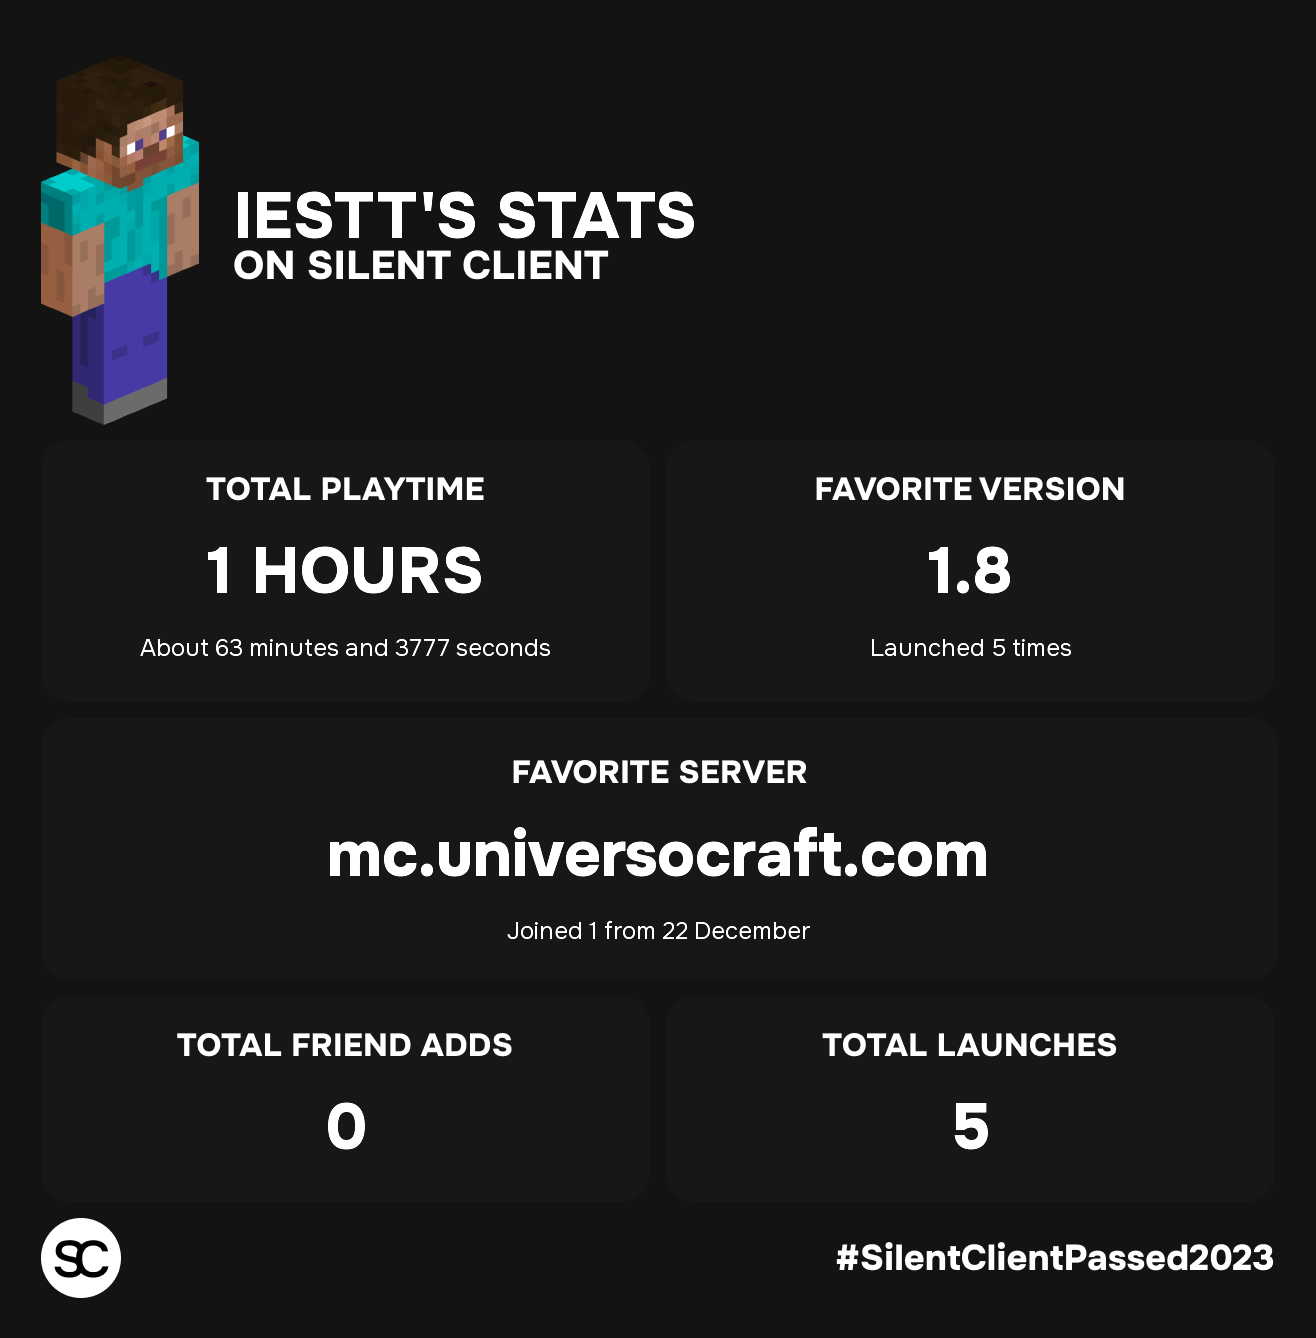 IESTT'S STATS
ON SILENT CLIENT
TOTAL PLAYTIME
1 HOURS
About 63 minutes and 3777 seconds
FAVORITE VERSION
1.8
Launched 5 times
FAVORITE SERVER
mc.universocraft.com
Joined 1 from 22 December
TOTAL FRIEND ADDS
0
TOTAL LAUNCHES
5
SC
#SilentClientPassed2023